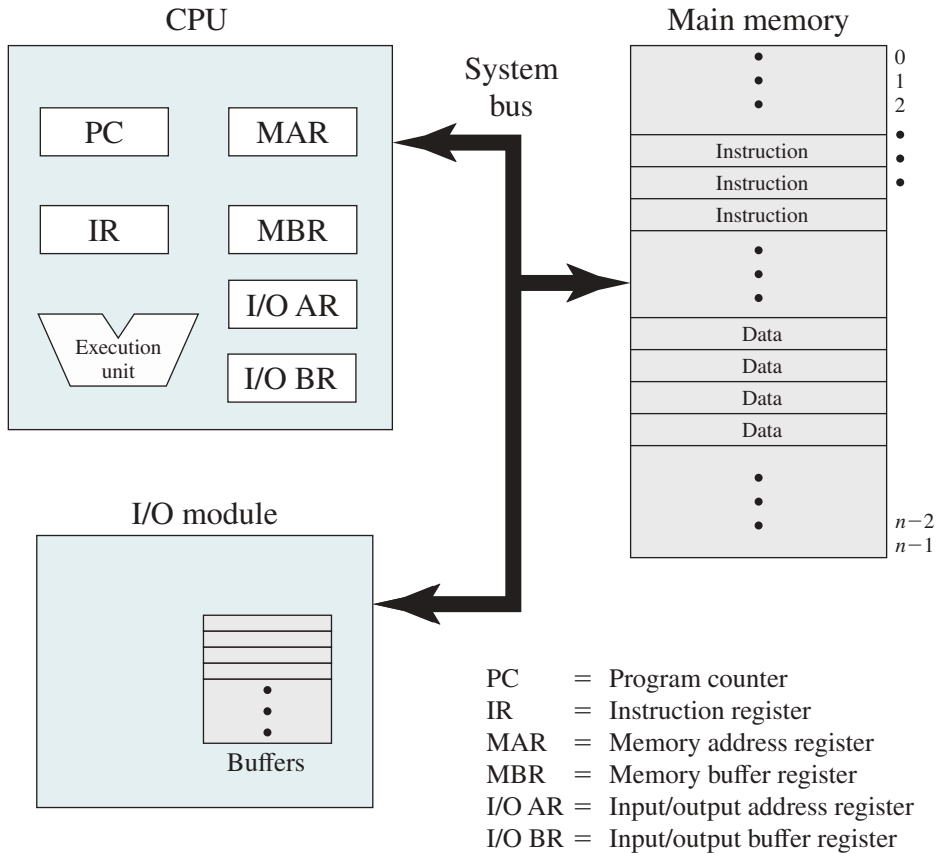 CPU
Main memory
System
bus
PC
MAR
IR
MBR
I/O AR
I/O BR
Execution
unit
0
1
2
Instruction
Instruction
Instruction
Data
Data
Data
Data
n−2
n−1
I/O module
Buffers
PC = Program counter
IR = Instruction register
MAR = Memory address register
MBR = Memory buffer register
I/O AR = Input/output address register
I/O BR = Input/output buffer register